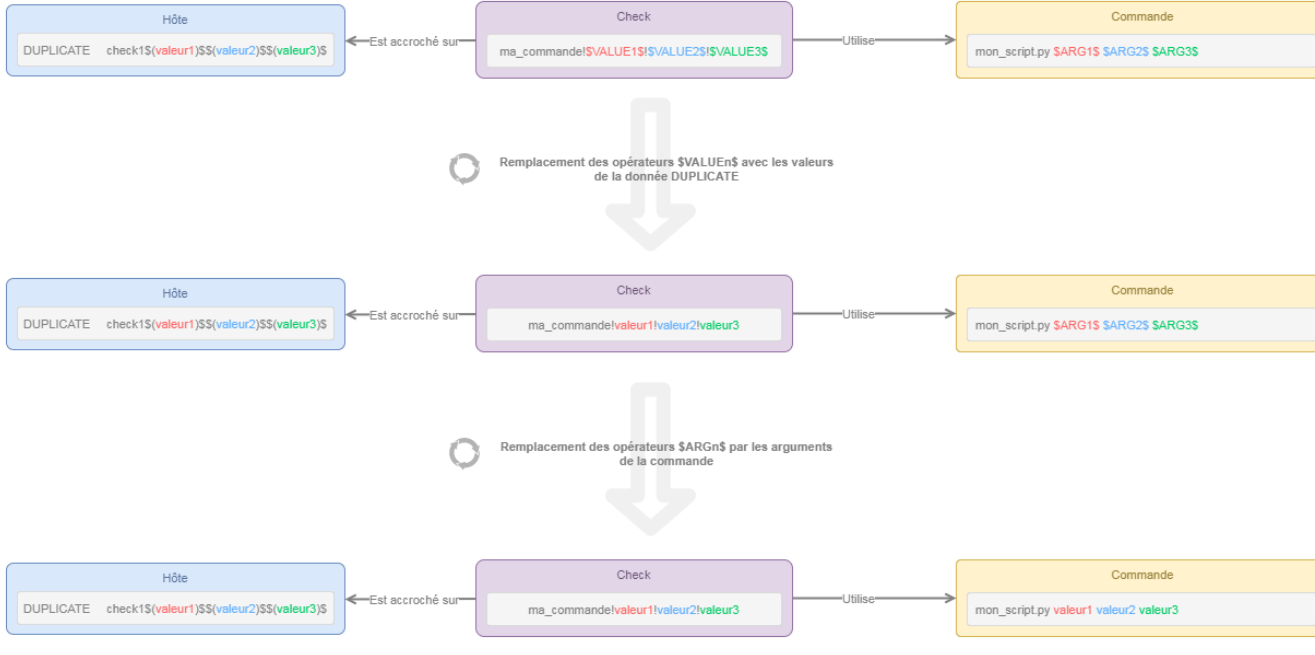 Hôte
DUPLICATE check1$(valeur1)$$(valeur2)$$(valeur3)$
Est accroché sur
Check
ma_commande!$VALUE1$!$VALUE2$!$VALUE3$
Utilise
Commande
mon_script.py $ARG1$ $ARG2$ $ARG3$
Remplacement des opérateurs $VALUEn$ avec les valeurs
de la donnée DUPLICATE
Hôte
DUPLICATE check1$(valeur1)$$(valeur2)$$(valeur3)$
Est accroché sur
Check
ma_commande!valeur1!valeur2!valeur3
Utilise
Commande
mon_script.py $ARG1$ $ARG2$ $ARG3$
Remplacement des opérateurs $ARGn$ par les arguments
de la commande
Hôte
DUPLICATE check1$(valeur1)$$(valeur2)$$(valeur3)$
Est accroché sur
Check
ma_commande!valeur1!valeur2!valeur3
Utilise
Commande
mon_script.py valeur1 valeur2 valeur3